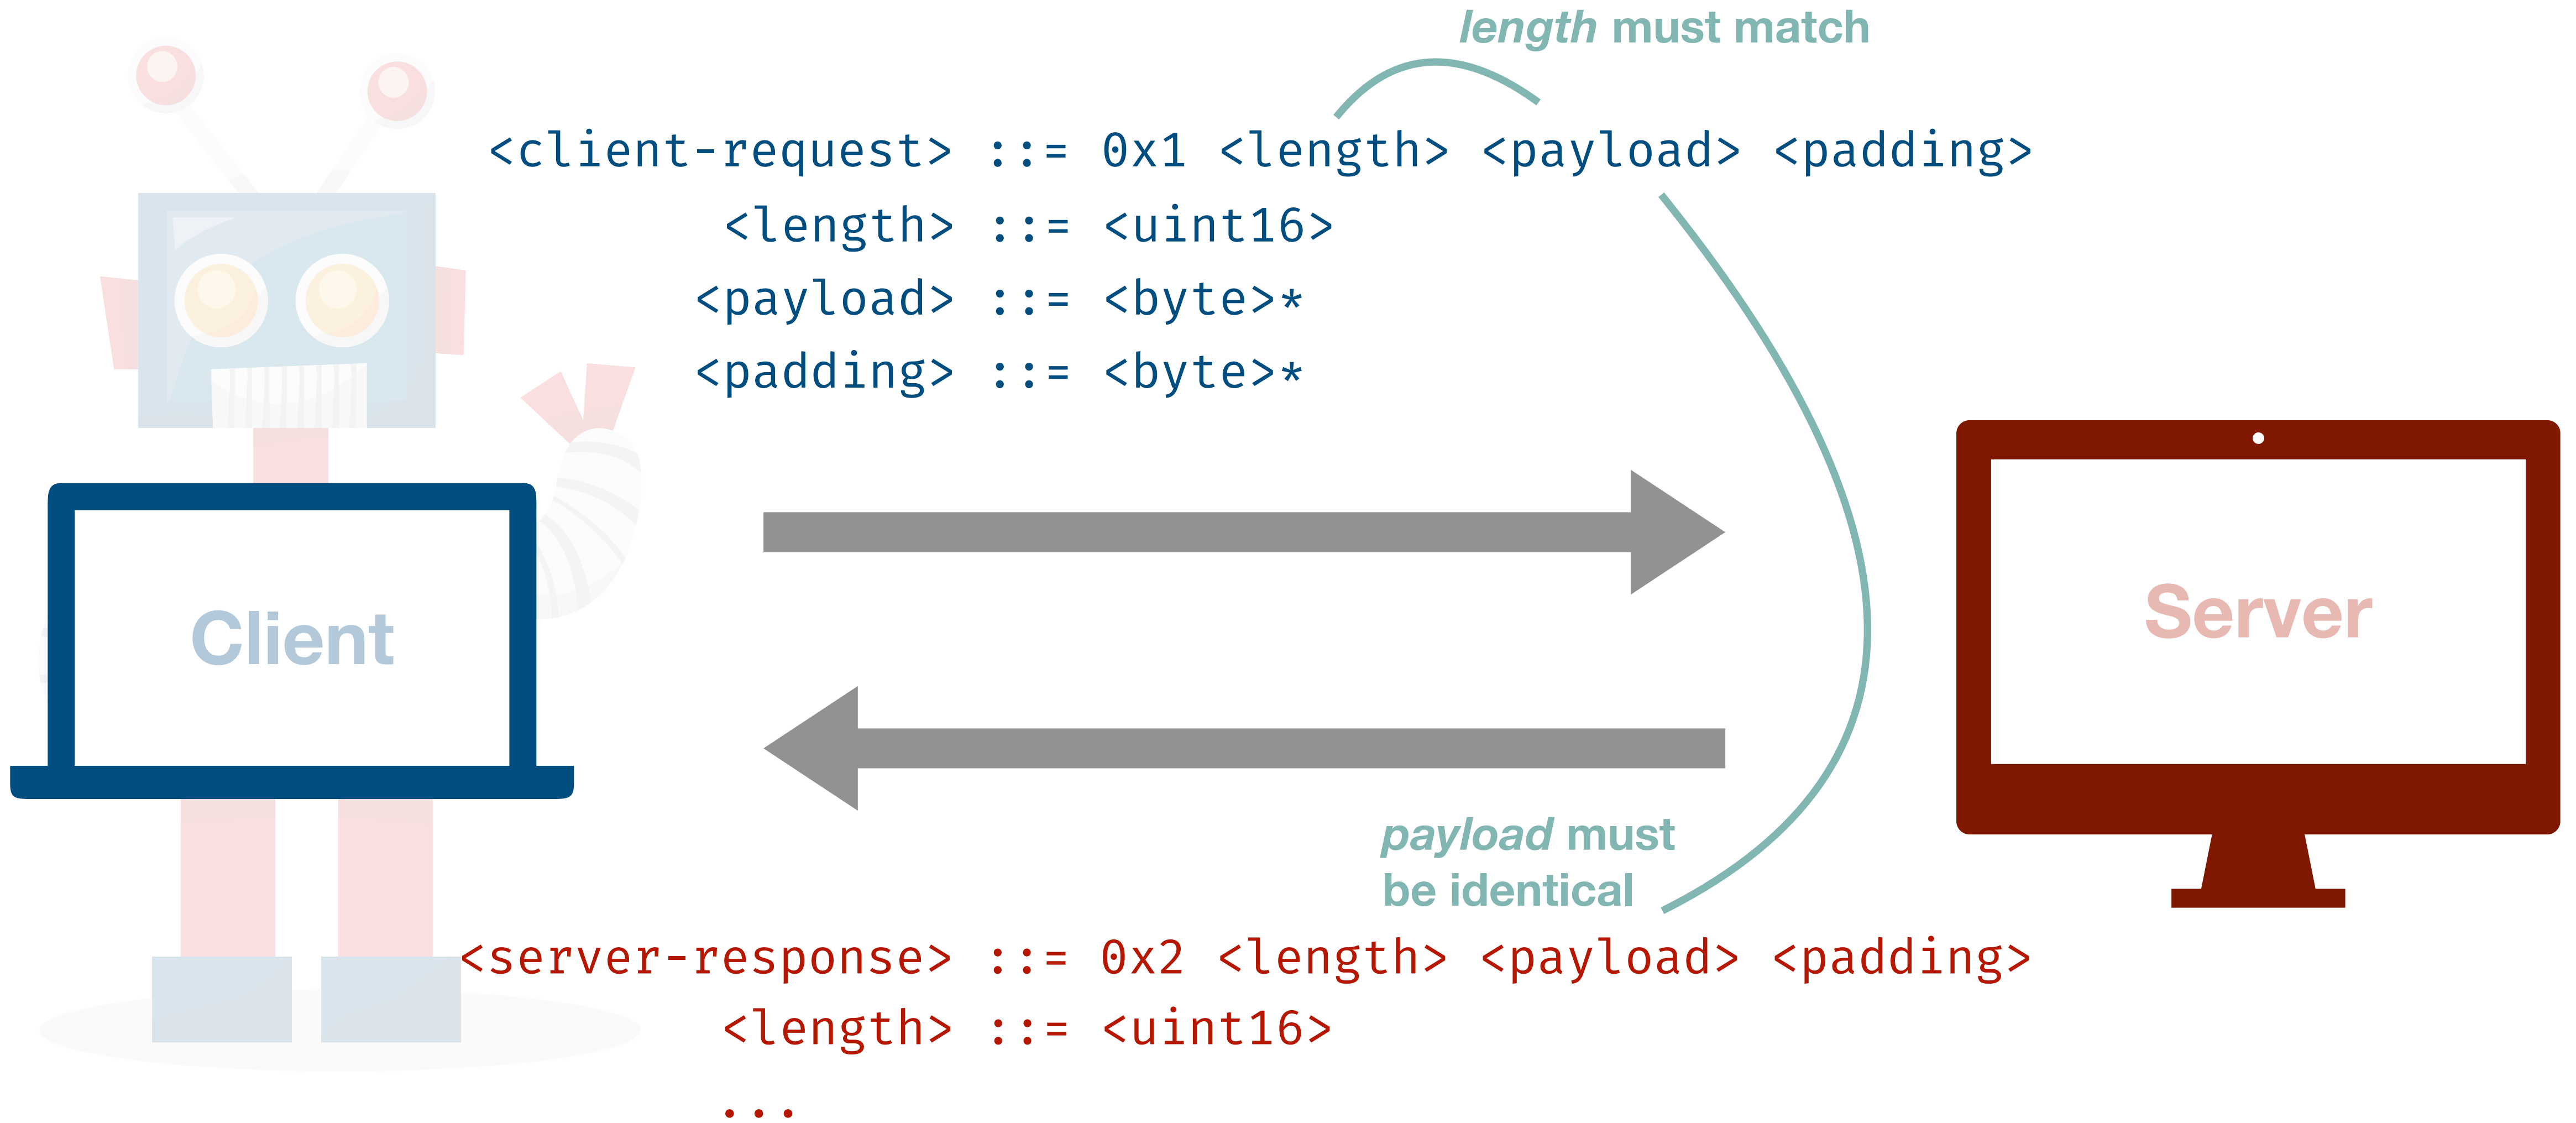 length must match
<client-request> ::= 0x1 <length> <payload> <padding>
<length> ::= <uint16>
<payload> ::= <byte>*
<padding> ::= <byte>*
Client
Server
payload must
be identical
<server-response> ::= 0x2 <length> <payload> <padding>
<length> ::= <uint16>
...